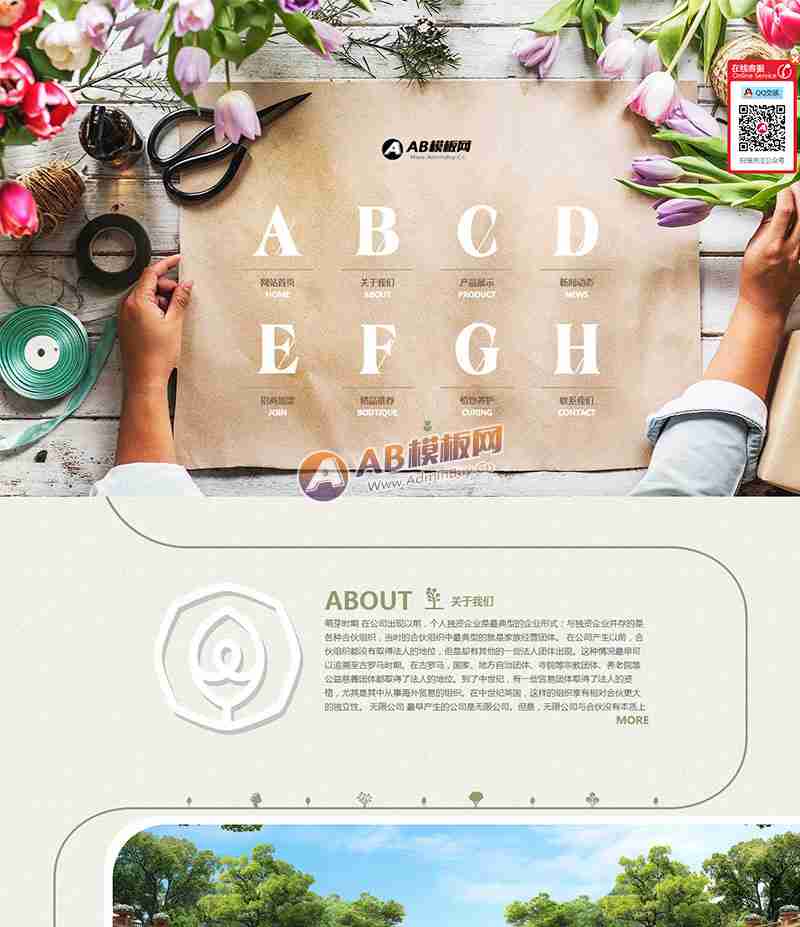 在线客服
Online Service
QQ交谈
扫描关注公众号
AB模板网
Www.AdminBuy.Cn
A B C D
网站首页 关于我们 产品展示 新闻动态
HOME ABOUT PRODUCT NEWS
E F G H
招商加盟 精品推荐 植物养护 联系我们
JOIN BOUTIQUE CURING CONTACT
AB模板网
Www.AdminBuy.Cn
ABOUT 关于我们
萌芽时期 在公司出现以前，个人独资企业是最典型的企业形式；与独资企业并存的是
各种合伙组织，当时的合伙组织中最典型的就是家族经营团体。 在公司产生以前，合
伙组织都没有取得法人的地位，但是却有其他的一些法人团体出现。这种情况最早可
以追溯至古罗马时期。在古罗马，国家、地方自治团体、寺院等宗教团体、养老院等
公益慈善团体都取得了法人的地位。到了中世纪，有一些贸易团体取得了法人的资
格，尤其是其中从事海外贸易的组织。在中世纪英国，这样的组织享有相对合伙更大
的独立性。 无限公司 最早产生的公司是无限公司。但是，无限公司与合伙没有本质上
MORE